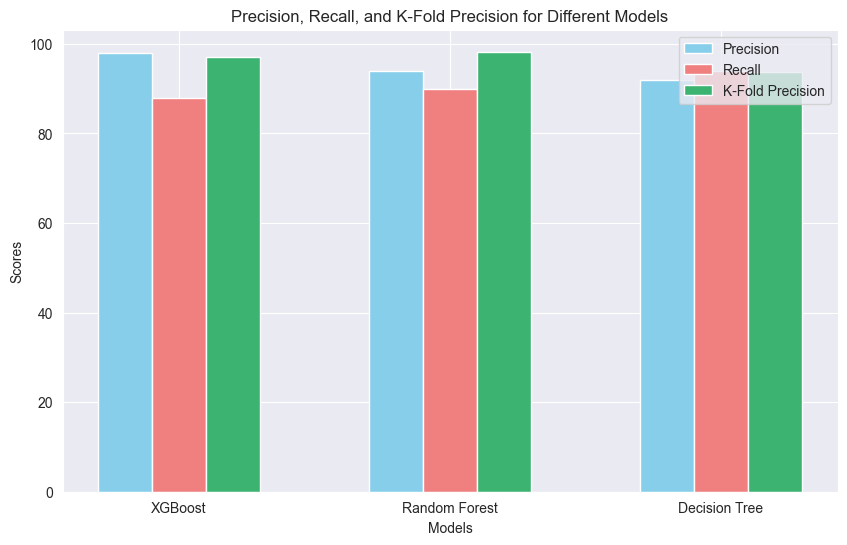 Precision, Recall, and K-Fold Precision for Different Models
Precision
Recall
K-Fold Precision
Scores
100
80
60
40
20
0
XGBoost
Random Forest
Decision Tree
Models